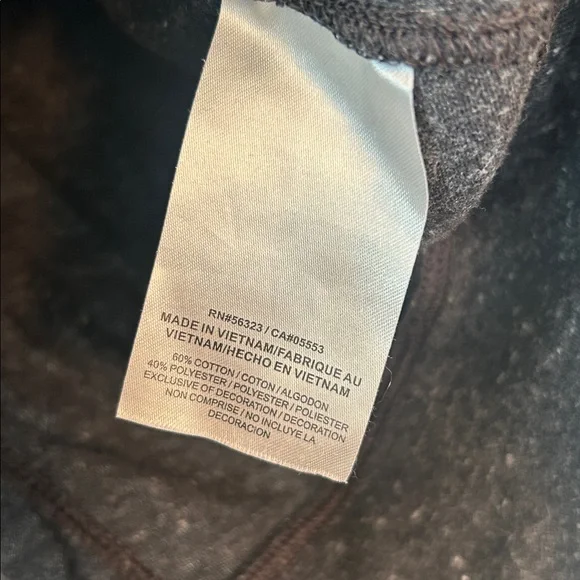 RN#56323 / CA#05553
MADE IN VIETNAM/FABRIQUE AU
VIETNAM/HECHO EN VIETNAM
60% COTTON / COTON / ALGODON
40% POLYESTER / POLYESTER / POLIESTER
EXCLUSIVE OF DECORATION / DECORATION
NON COMPRISE / NO INCLUYE LA
DECORACION